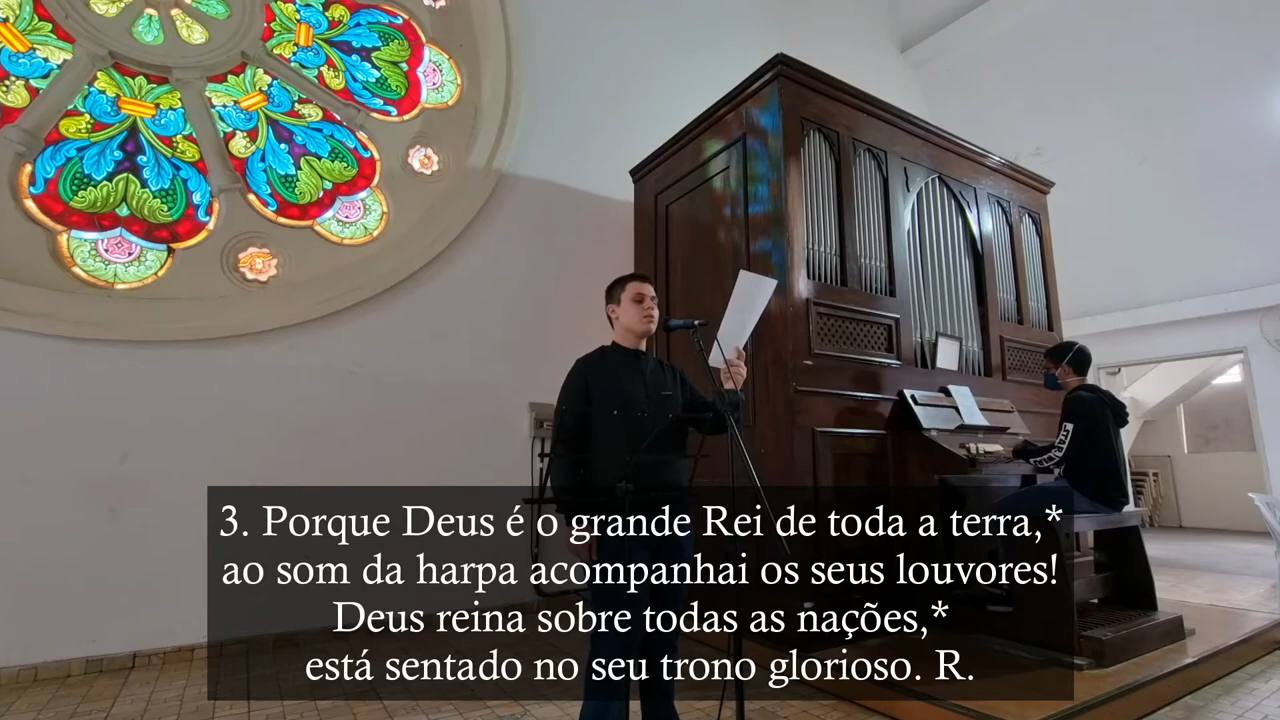 3. Porque Deus é o grande Rei de toda a terra,*
ao som da harpa acompanhai os seus louvores!
Deus reina sobre todas as nações,*
está sentado no seu trono glorioso. R.